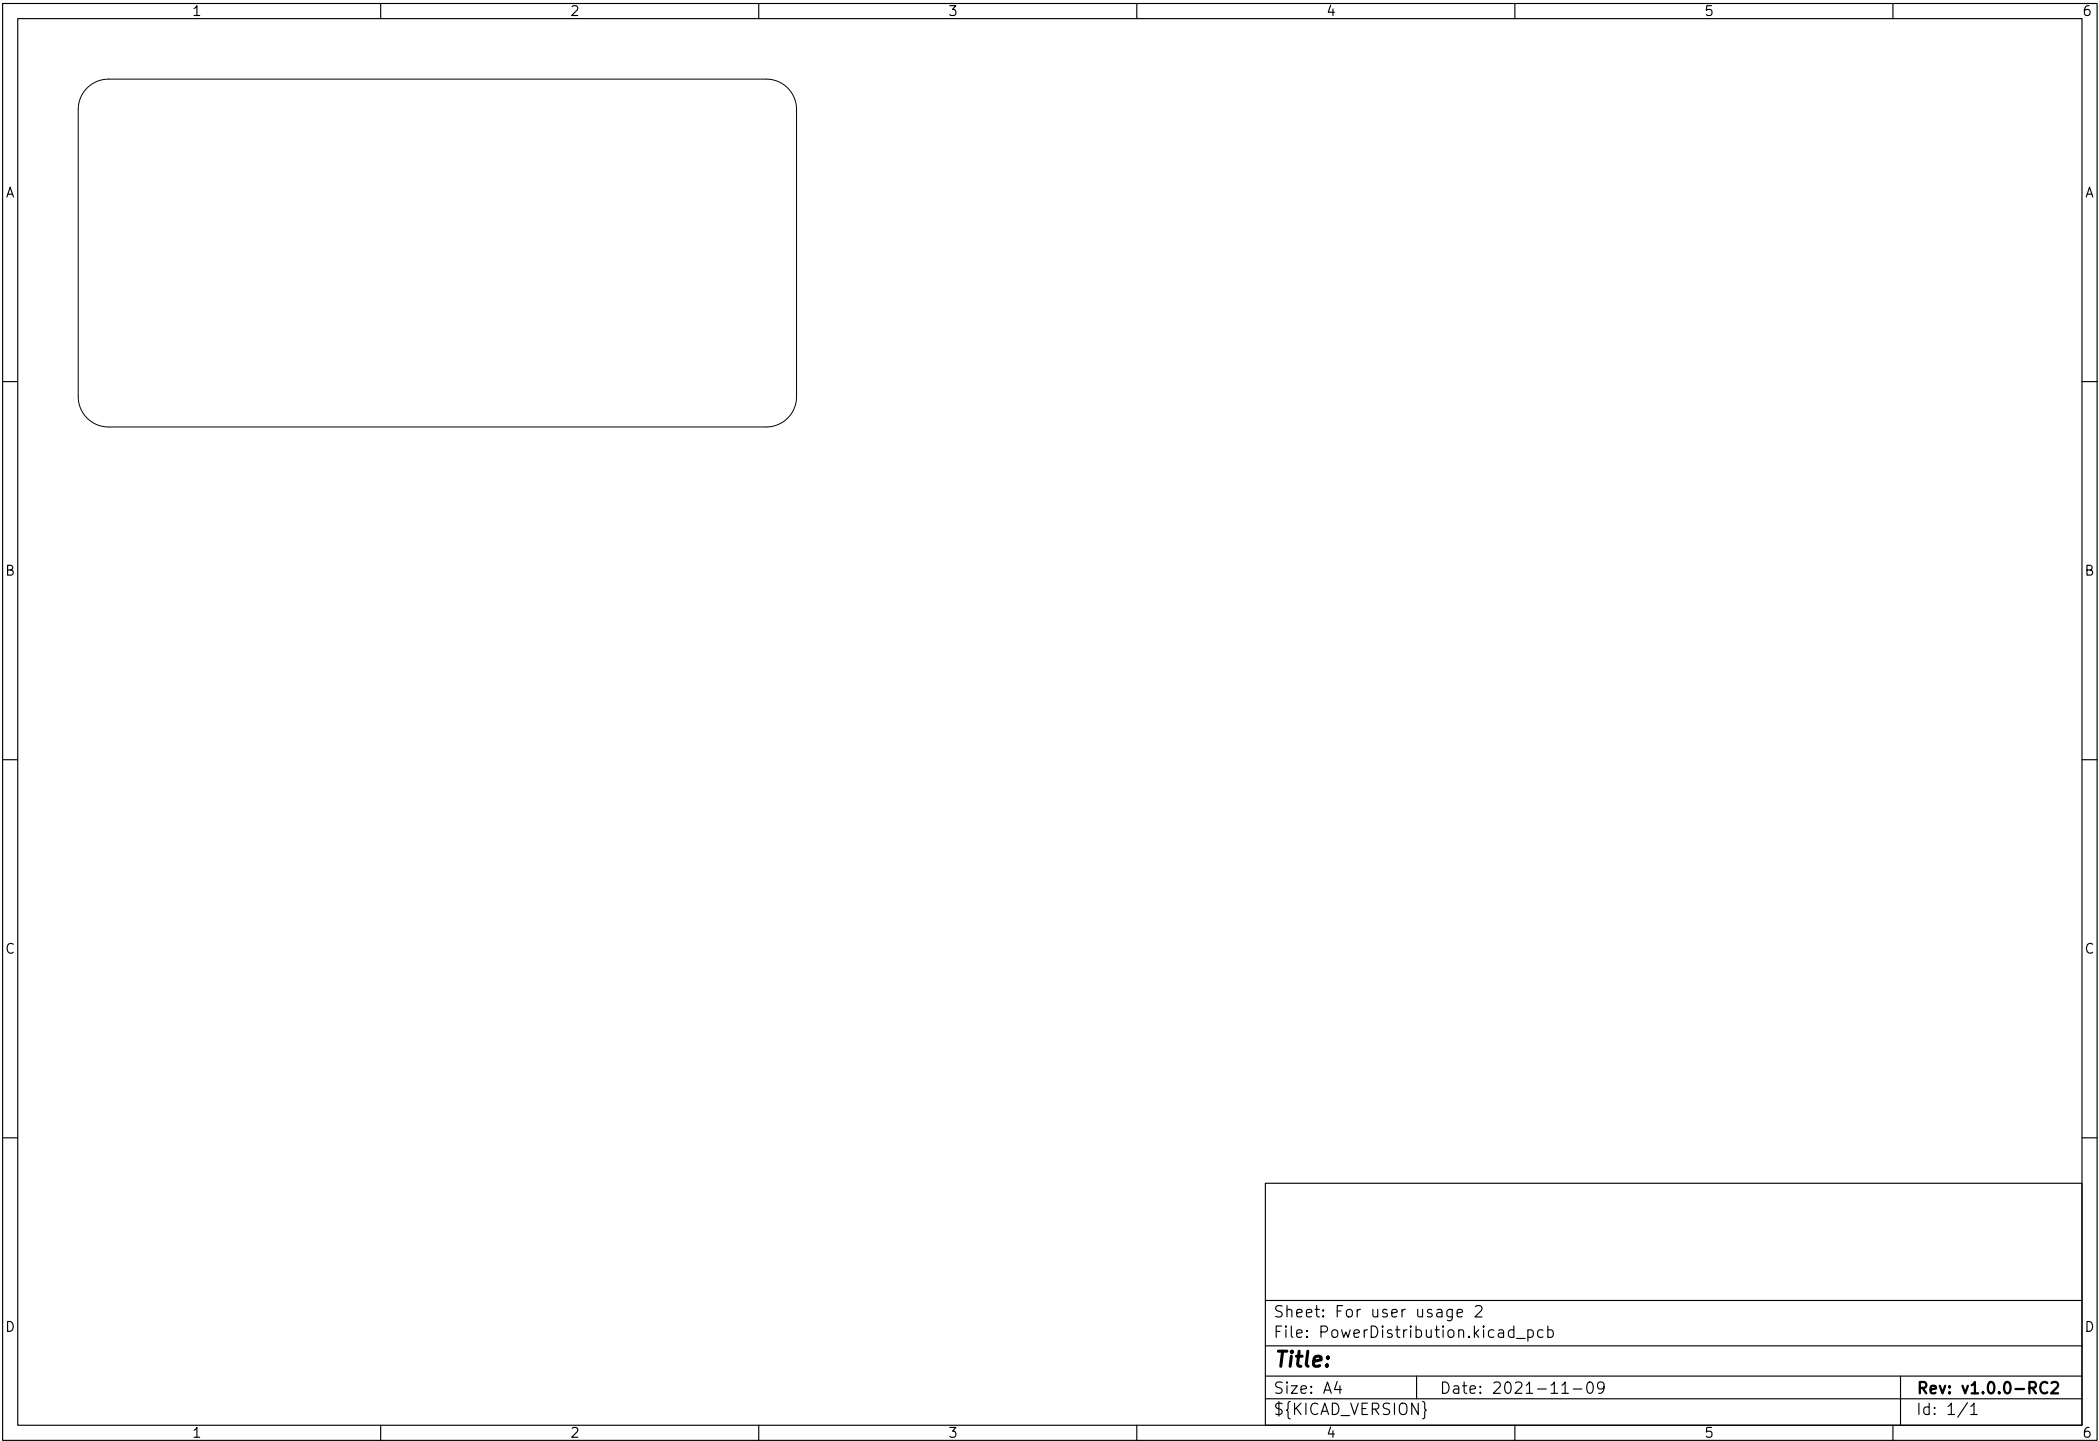 1 2 3 4 5 6
A A
B B
C C
D D
Sheet: For user usage 2
File: PowerDistribution.kicad_pcb
Title:
Size: A4 Date: 2021-11-09 Rev: v1.0.0-RC2
${KICAD_VERSION} Id: 1/1
1 2 3 4 5 6